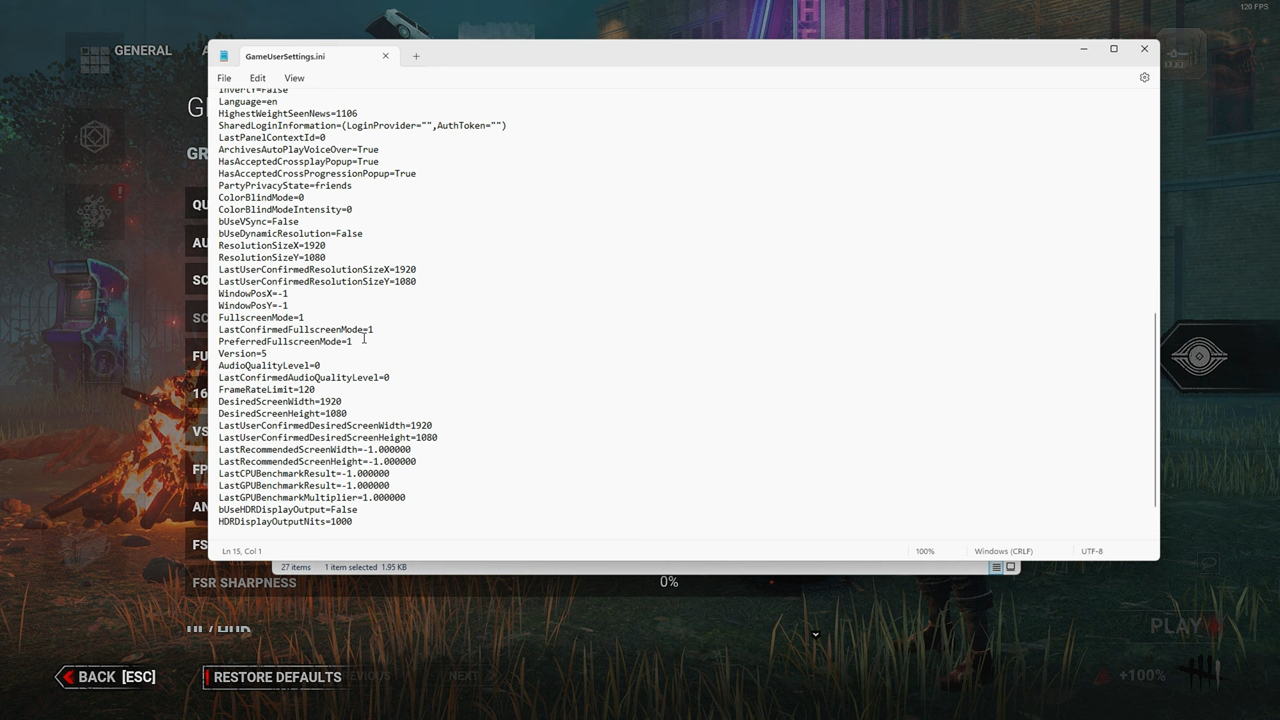 120 FPS
GENERAL
GameUserSettings.ini
File Edit View
InvertY=False
Language=en
HighestWeightSeenNews=1106
SharedLoginInformation=(LoginProvider="",AuthToken="")
LastPanelContextId=0
ArchivesAutoPlayVoiceOver=True
HasAcceptedCrossplayPopup=True
HasAcceptedCrossProgressionPopup=True
PartyPrivacyState=friends
ColorBlindMode=0
ColorBlindModeIntensity=0
bUseVSync=False
bUseDynamicResolution=False
ResolutionSizeX=1920
ResolutionSizeY=1080
LastUserConfirmedResolutionSizeX=1920
LastUserConfirmedResolutionSizeY=1080
WindowPosX=-1
WindowPosY=-1
FullscreenMode=1
LastConfirmedFullscreenMode=1
PreferredFullscreenMode=1
Version=5
AudioQualityLevel=0
LastConfirmedAudioQualityLevel=0
FrameRateLimit=120
DesiredScreenWidth=1920
DesiredScreenHeight=1080
LastUserConfirmedDesiredScreenWidth=1920
LastUserConfirmedDesiredScreenHeight=1080
LastRecommendedScreenWidth=-1.000000
LastRecommendedScreenHeight=-1.000000
LastCPUBenchmarkResult=-1.000000
LastGPUBenchmarkResult=-1.000000
LastGPUBenchmarkMultiplier=1.000000
bUseHDRDisplayOutput=False
HDRDisplayOutputNits=1000
Ln 15, Col 1 100% Windows (CRLF) UTF-8
27 items 1 item selected 1.95 KB
FSR SHARPNESS 0%
PLAY
BACK [ESC] RESTORE DEFAULTS NEXT +100%